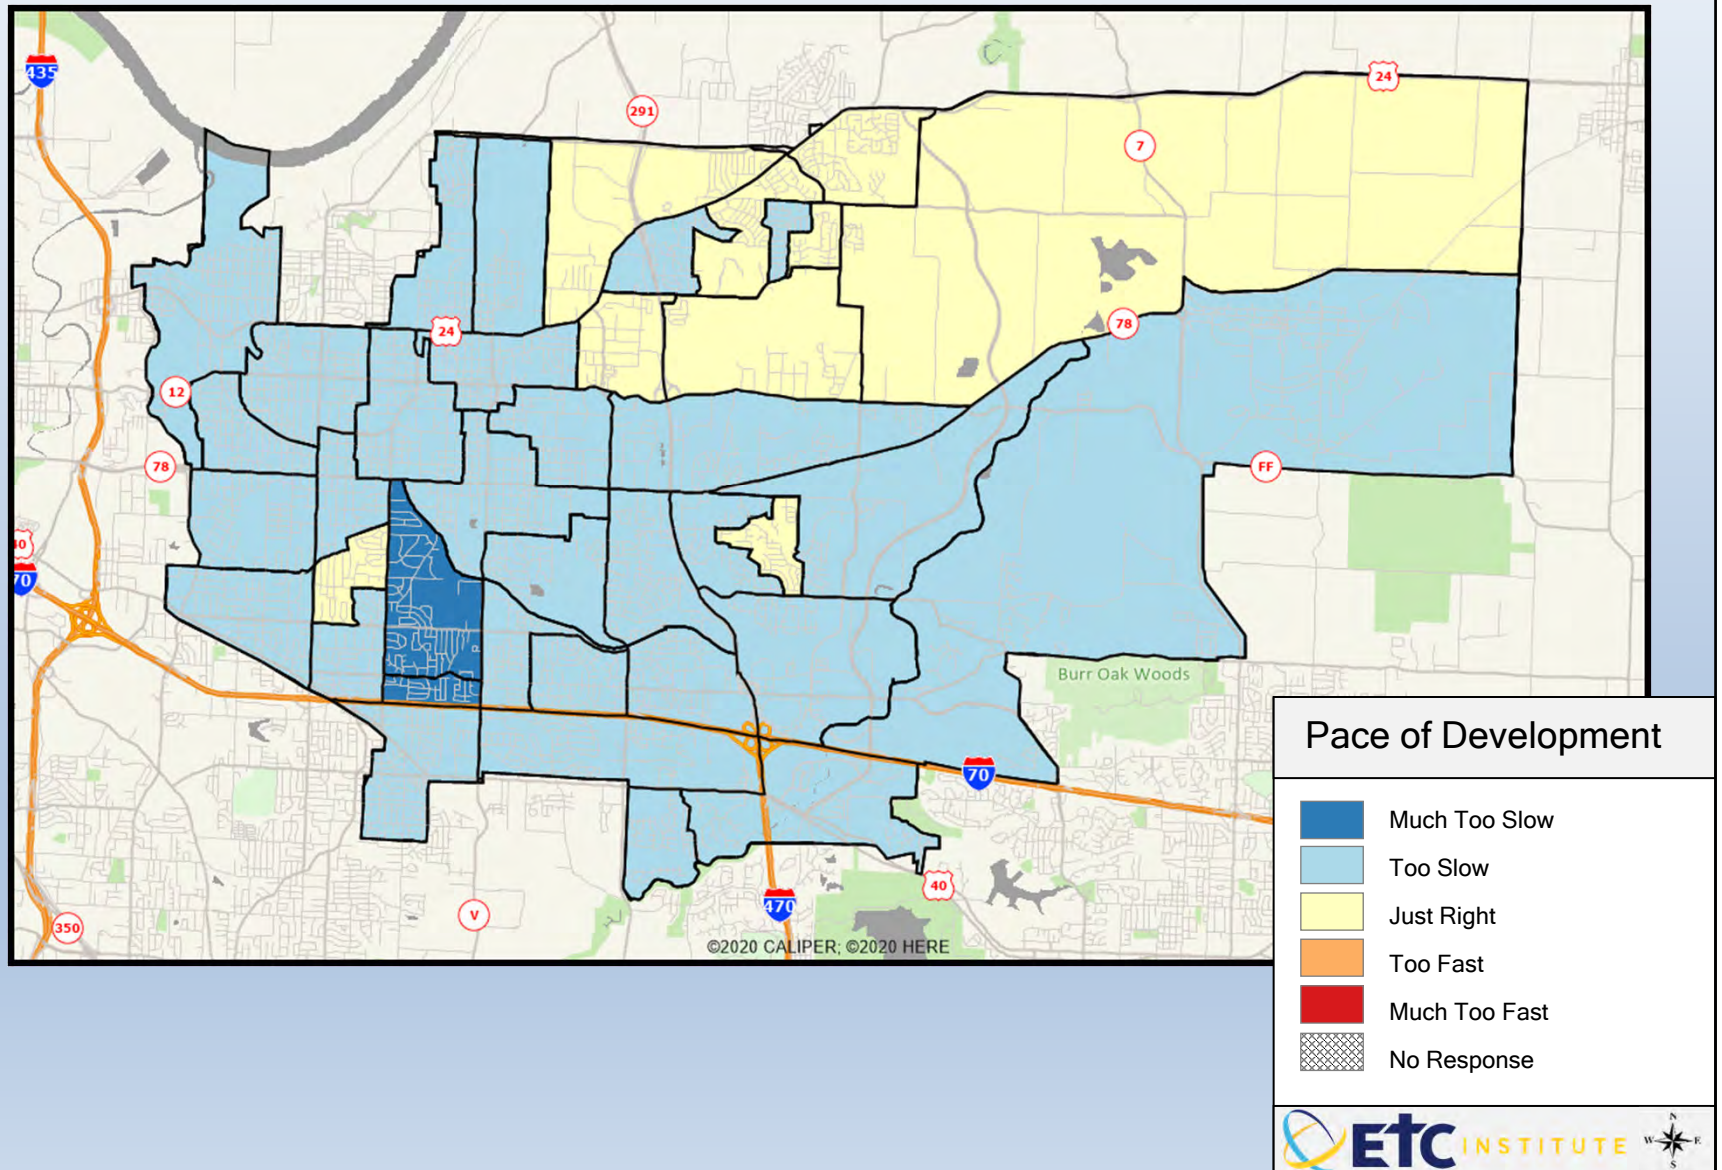 435
24
291
7
24
78
12
78
FF
40
70
Burr Oak Woods
70
40
470
V
350
©2020 CALIPER; ©2020 HERE
Pace of Development
Much Too Slow
Too Slow
Just Right
Too Fast
Much Too Fast
No Response
ETC INSTITUTE
N
W E
S